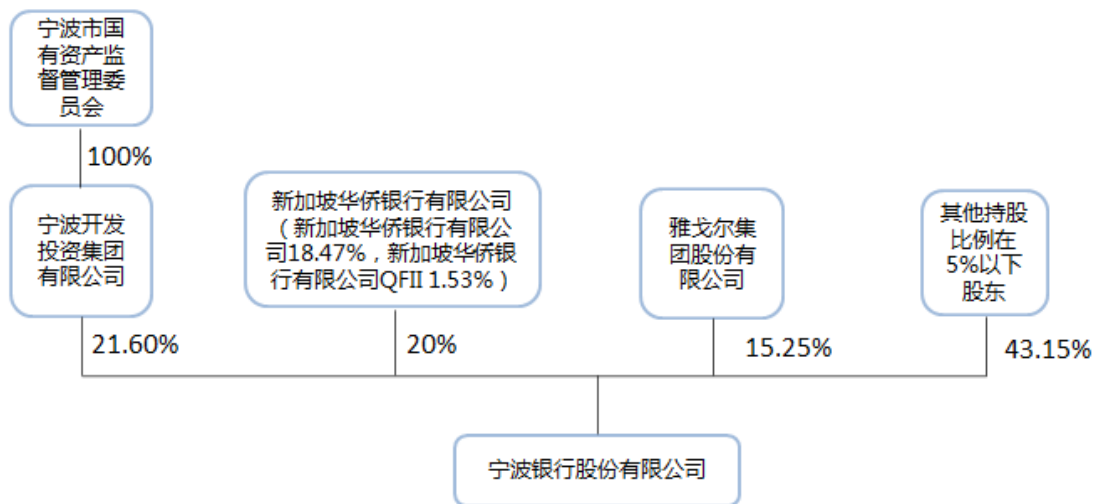 宁波市国
有资产监
督管理委
员会
100%
宁波开发
投资集团
有限公司
新加坡华侨银行有限公司
（新加坡华侨银行有限公
司18.47%，新加坡华侨银
行有限公司QFII 1.53%）
雅戈尔集
团股份有
限公司
其他持股
比例在
5%以下
股东
21.60%
20%
15.25%
43.15%
宁波银行股份有限公司